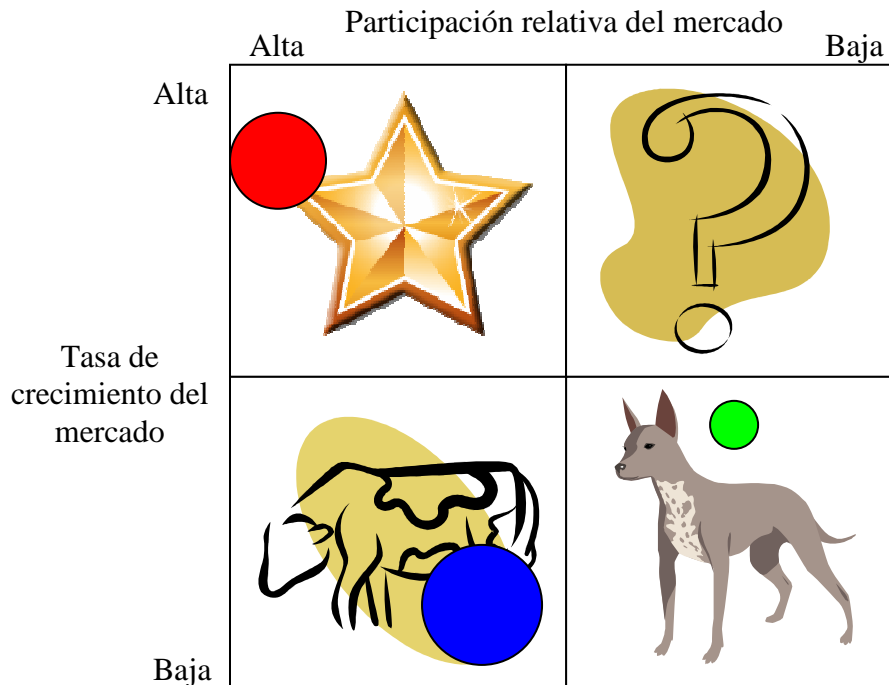 Participación relativa del mercado
Alta
Baja
Alta
Tasa de
crecimiento del
mercado
Baja